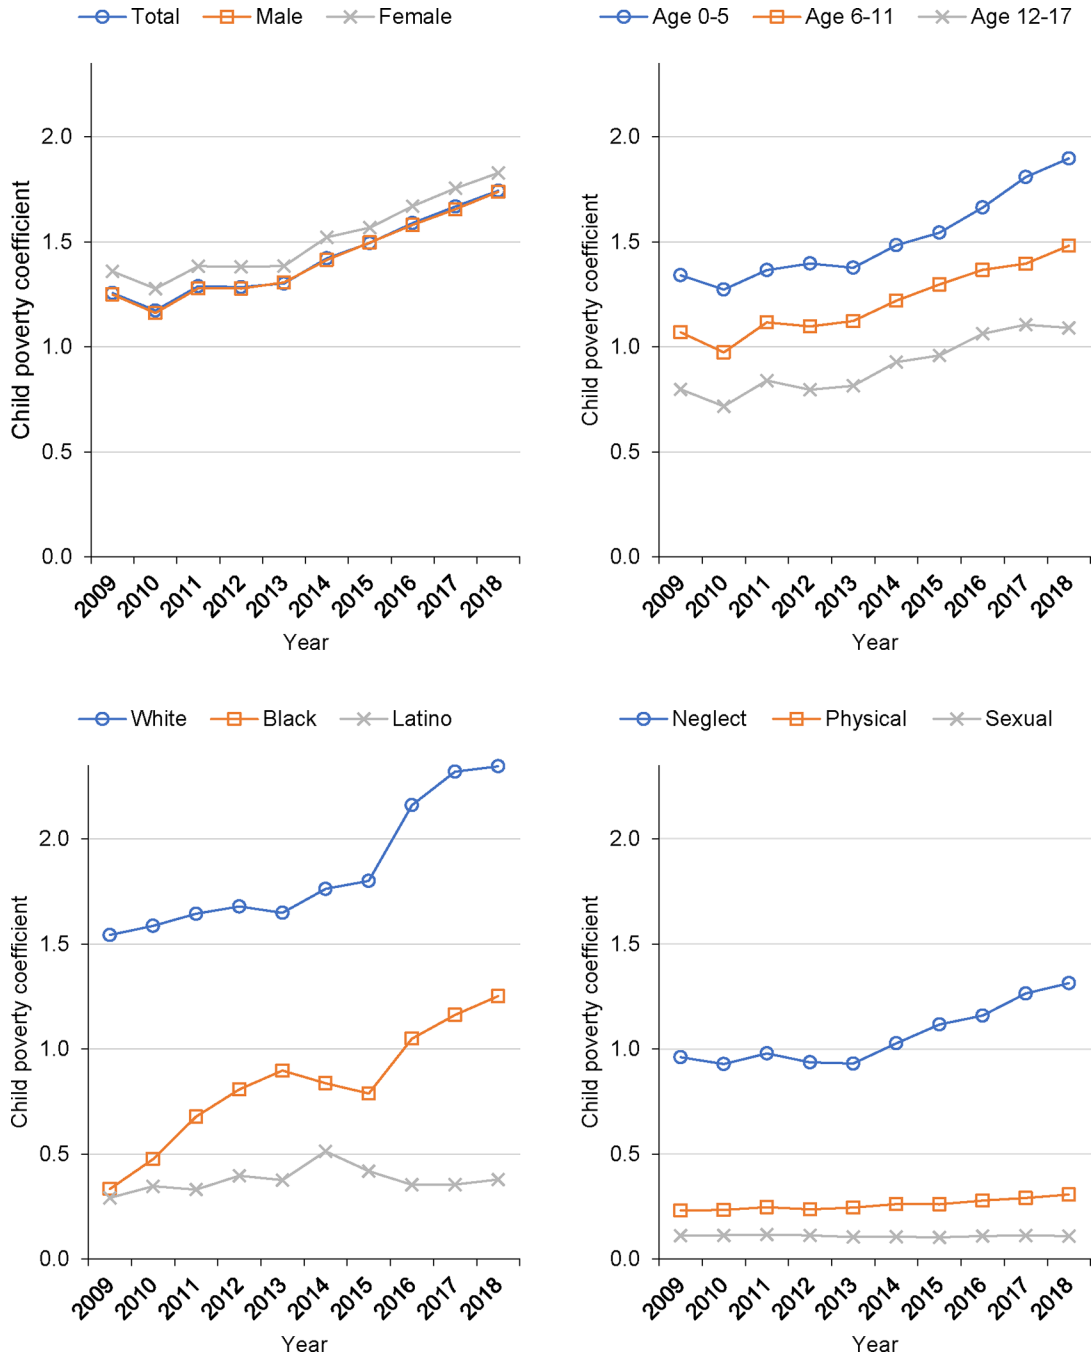 Total Male Female
Child poverty coefficient
2.0
1.5
1.0
0.5
0.0
2009 2010 2011 2012 2013 2014 2015 2016 2017 2018
Year
Age 0-5 Age 6-11 Age 12-17
Child poverty coefficient
2.0
1.5
1.0
0.5
0.0
2009 2010 2011 2012 2013 2014 2015 2016 2017 2018
Year
White Black Latino
Child poverty coefficient
2.0
1.5
1.0
0.5
0.0
2009 2010 2011 2012 2013 2014 2015 2016 2017 2018
Year
Neglect Physical Sexual
Child poverty coefficient
2.0
1.5
1.0
0.5
0.0
2009 2010 2011 2012 2013 2014 2015 2016 2017 2018
Year